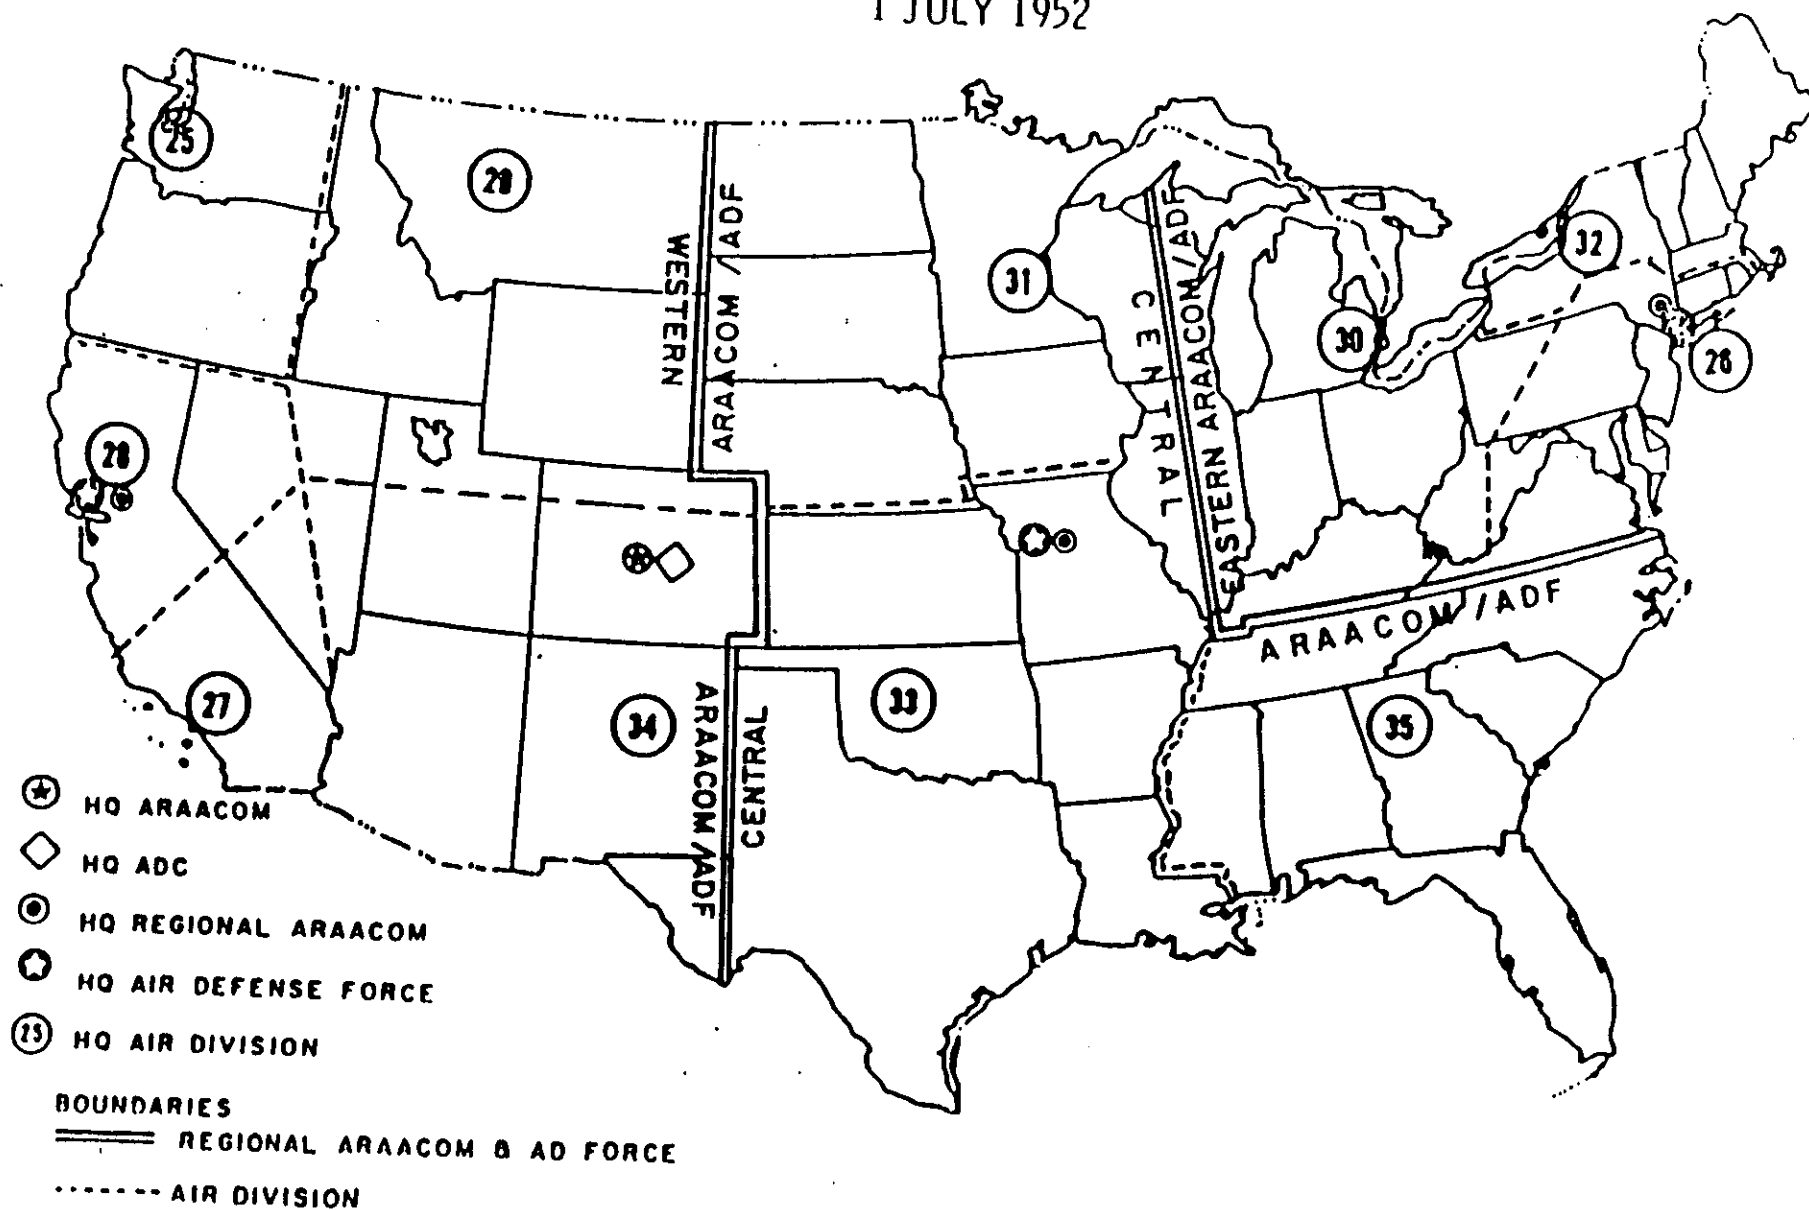 1 JULY 1952
25
29
WESTERN
ARAACOM /ADF
31
CENTRAL
EASTERN ARAACOM/ADF
30
32
26
28
27
34
33
35
ARAACOM /ADF
ARAACOM /ADF
CENTRAL
HQ ARAACOM
HQ ADC
HQ REGIONAL ARAACOM
HQ AIR DEFENSE FORCE
25 HQ AIR DIVISION
BOUNDARIES
REGIONAL ARAACOM & AD FORCE
AIR DIVISION